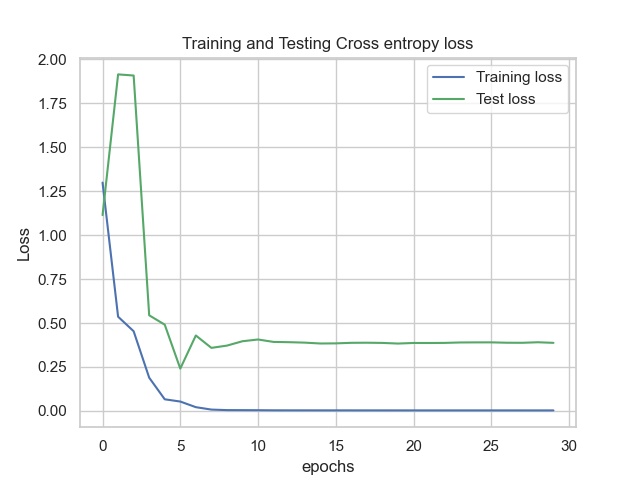 Training and Testing Cross entropy loss
Training loss
Test loss
2.00
1.75
1.50
1.25
1.00
0.75
0.50
0.25
0.00
Loss
0 5 10 15 20 25 30
epochs